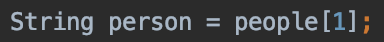 String person = people[1];